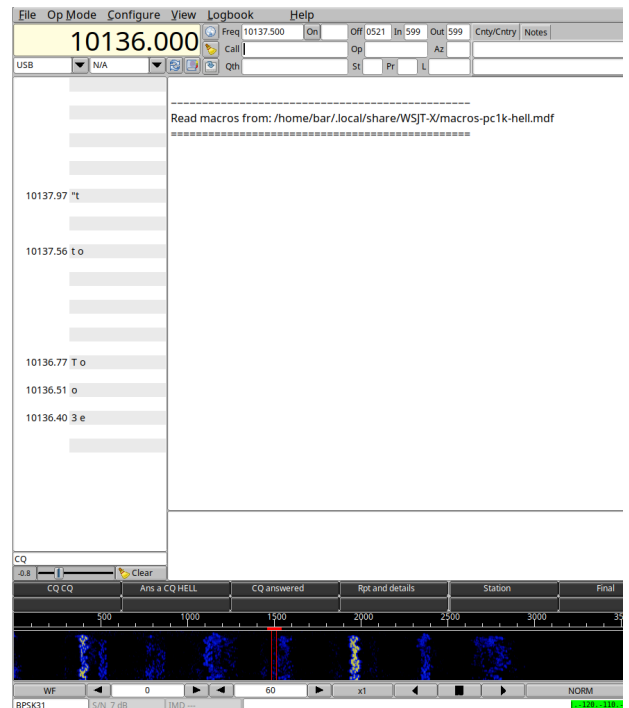 File Op Mode Configure View Logbook Help
10136.000
Freq 10137.500 On Off 0521 In 599 Out 599 Cnty/Cntry Notes
Call Op Az
USB N/A Qth St Pr L
Read macros from: /home/bar/.local/share/WSJT-X/macros-pc1k-hell.mdf
10137.97 "t
10137.56 t o
10136.77 T o
10136.51 o
10136.40 3 e
CQ
-0.8 Clear
CQ CQ Ans a CQ HELL CQ answered Rpt and details Station Final
500 1000 1500 2000 2500 3000 35
WF 0 60 x1 NORM
BPSK31 S/N 7 dB IMD --- -120. -110.